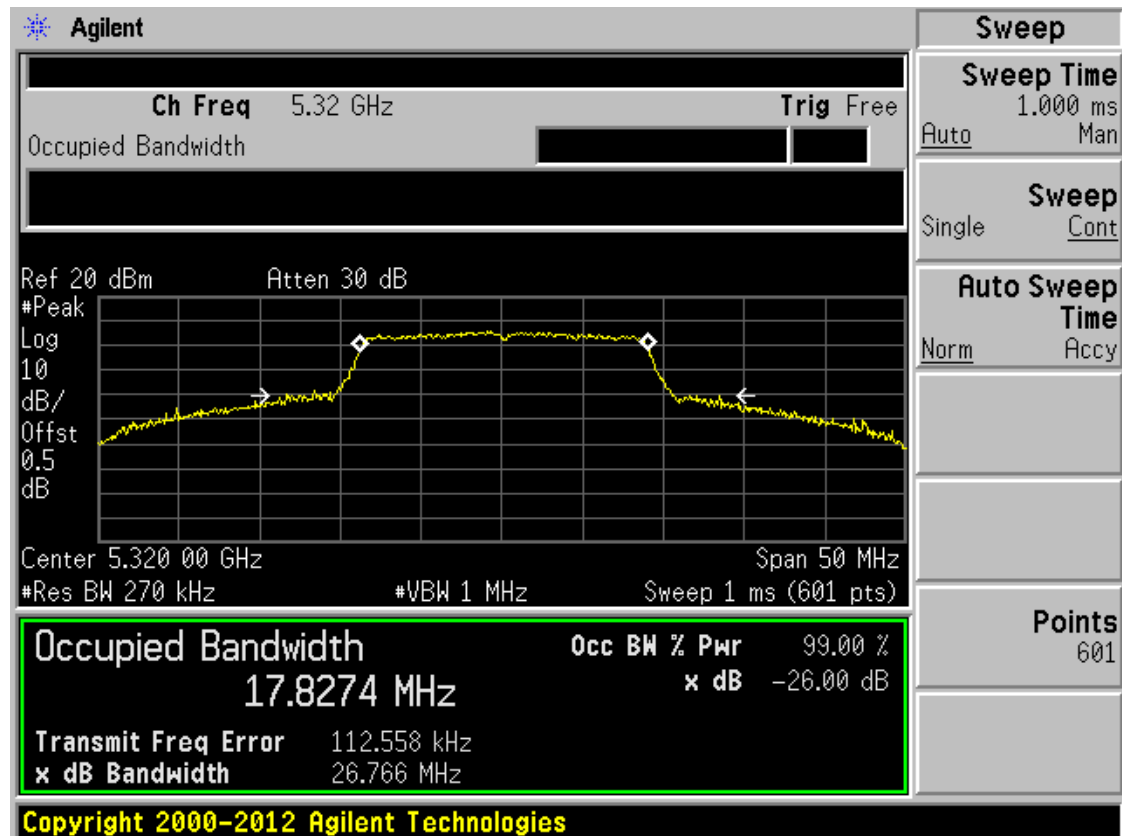 Agilent
Sweep
Sweep Time
1.000 ms
Auto Man
Ch Freq 5.32 GHz Trig Free
Occupied Bandwidth
Sweep
Single Cont
Ref 20 dBm Atten 30 dB
#Peak
Log
10
dB/
Offst
0.5
dB
Auto Sweep
Time
Norm Accy
Center 5.320 00 GHz Span 50 MHz
#Res BW 270 kHz #VBW 1 MHz Sweep 1 ms (601 pts)
Points
601
Occupied Bandwidth
17.8274 MHz
Occ BW % Pwr 99.00 %
x dB -26.00 dB
Transmit Freq Error 112.558 kHz
x dB Bandwidth 26.766 MHz
Copyright 2000-2012 Agilent Technologies